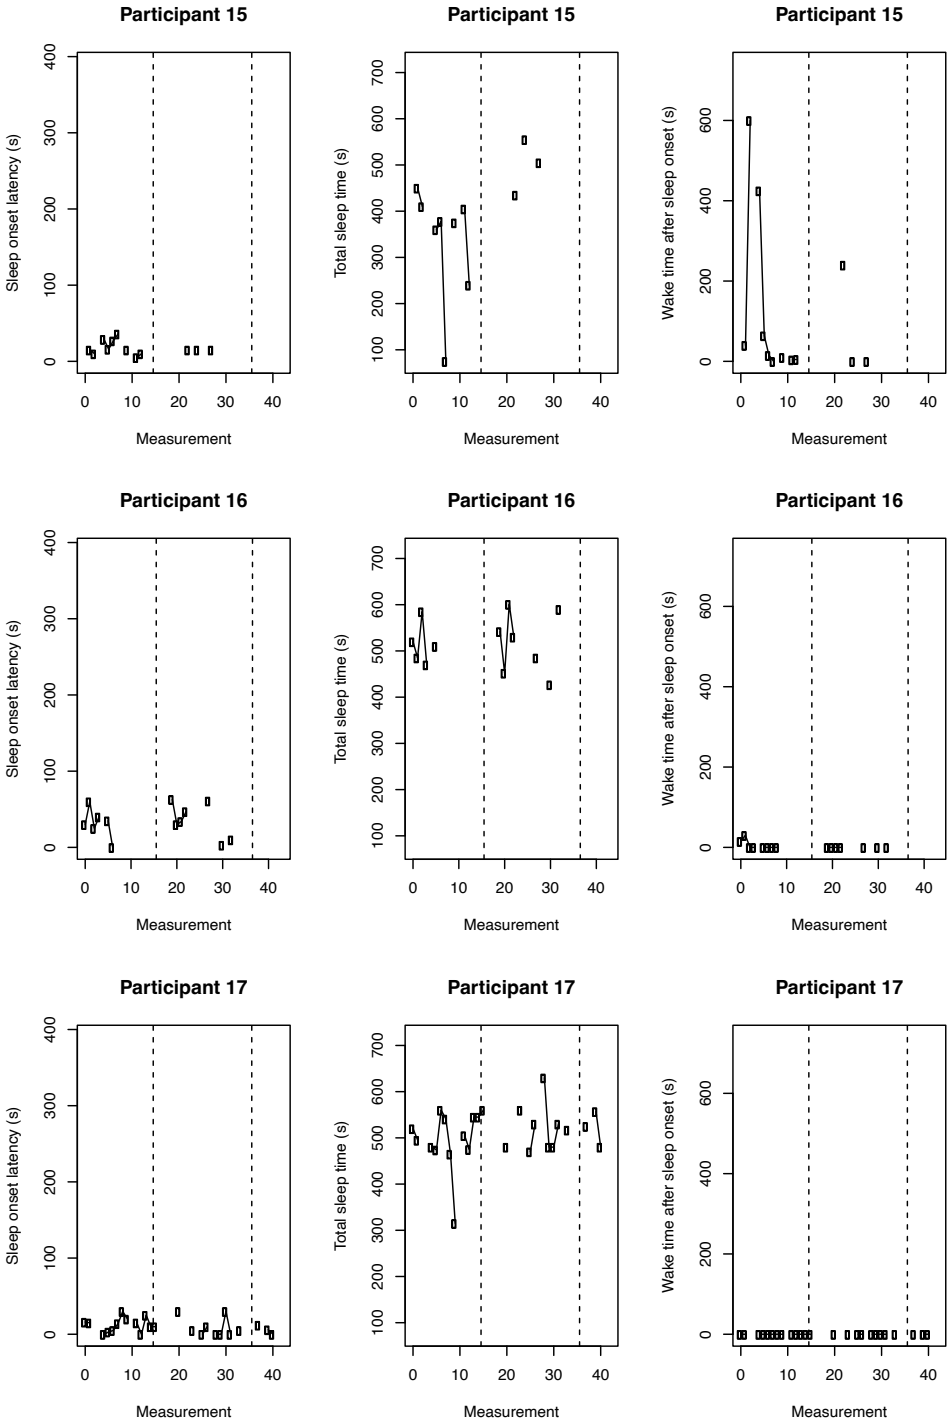 Participant 15 Participant 15 Participant 15
Sleep onset latency (s)
400
300
200
100
0
0 10 20 30 40
Measurement
Total sleep time (s)
700
600
500
400
300
200
100
0 10 20 30 40
Measurement
Wake time after sleep onset (s)
600
400
200
0
0 10 20 30 40
Measurement
Participant 16 Participant 16 Participant 16
Sleep onset latency (s)
400
300
200
100
0
0 10 20 30 40
Measurement
Total sleep time (s)
700
600
500
400
300
200
100
0 10 20 30 40
Measurement
Wake time after sleep onset (s)
600
400
200
0
0 10 20 30 40
Measurement
Participant 17 Participant 17 Participant 17
Sleep onset latency (s)
400
300
200
100
0
0 10 20 30 40
Measurement
Total sleep time (s)
700
600
500
400
300
200
100
0 10 20 30 40
Measurement
Wake time after sleep onset (s)
600
400
200
0
0 10 20 30 40
Measurement